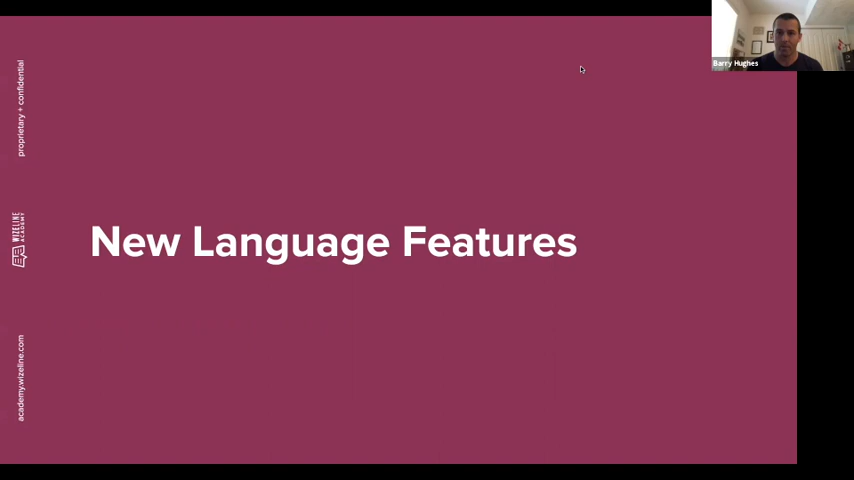 proprietary + confidential
WIZELINE
ACADEMY
academy.wizeline.com
New Language Features
Barry Hughes